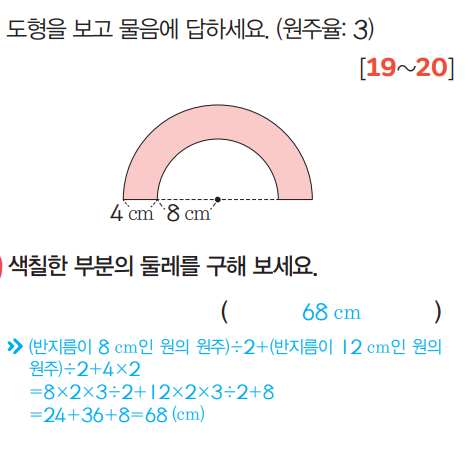 도형을 보고 물음에 답하세요. (원주율: 3)
[19~20]
4 cm 8 cm
) 색칠한 부분의 둘레를 구해 보세요.
( 68 cm )
(반지름이 8 cm인 원의 원주)÷2+(반지름이 12 cm인 원의
원주)÷2+4×2
=8×2×3÷2+12×2×3÷2+8
=24+36+8=68 (cm)